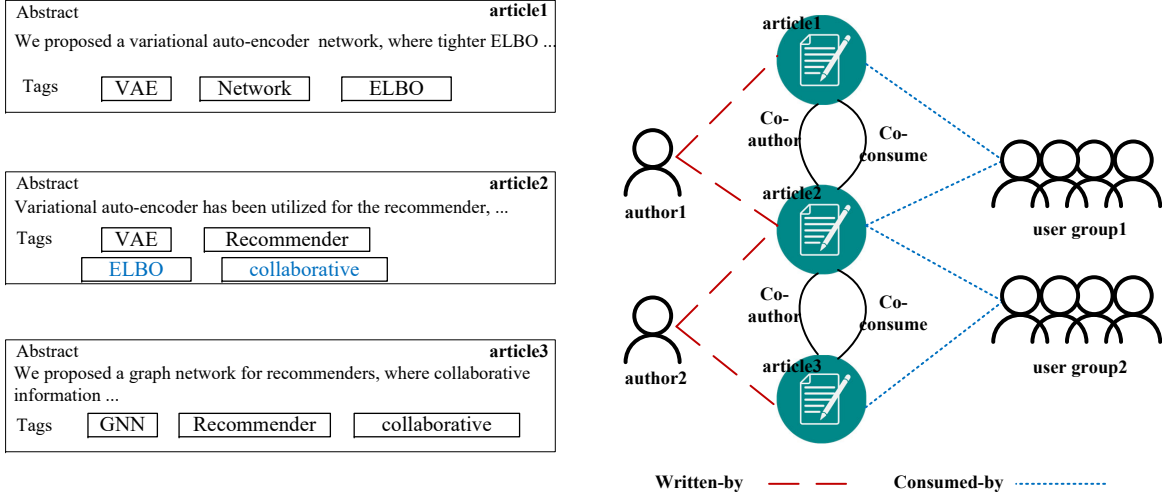 Abstract
article1
We proposed a variational auto-encoder network, where tighter ELBO ...
Tags
VAE
Network
ELBO
Abstract
article2
Variational auto-encoder has been utilized for the recommender, ...
Tags
VAE
Recommender
ELBO
collaborative
Abstract
article3
We proposed a graph network for recommenders, where collaborative
information ...
Tags
GNN
Recommender
collaborative
article1
Co-
author
Co-
consume
author1
article2
user group1
Co-
author
Co-
consume
author2
article3
user group2
Written-by
Consumed-by